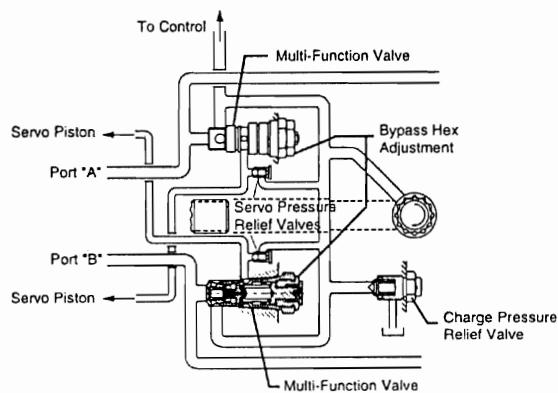 To Control
Multi-Function Valve
Servo Piston
Bypass Hex
Adjustment
Port "A"
Servo Pressure
Relief Valves
Port "B"
Servo Piston
Charge Pressure
Relief Valve
Multi-Function Valve